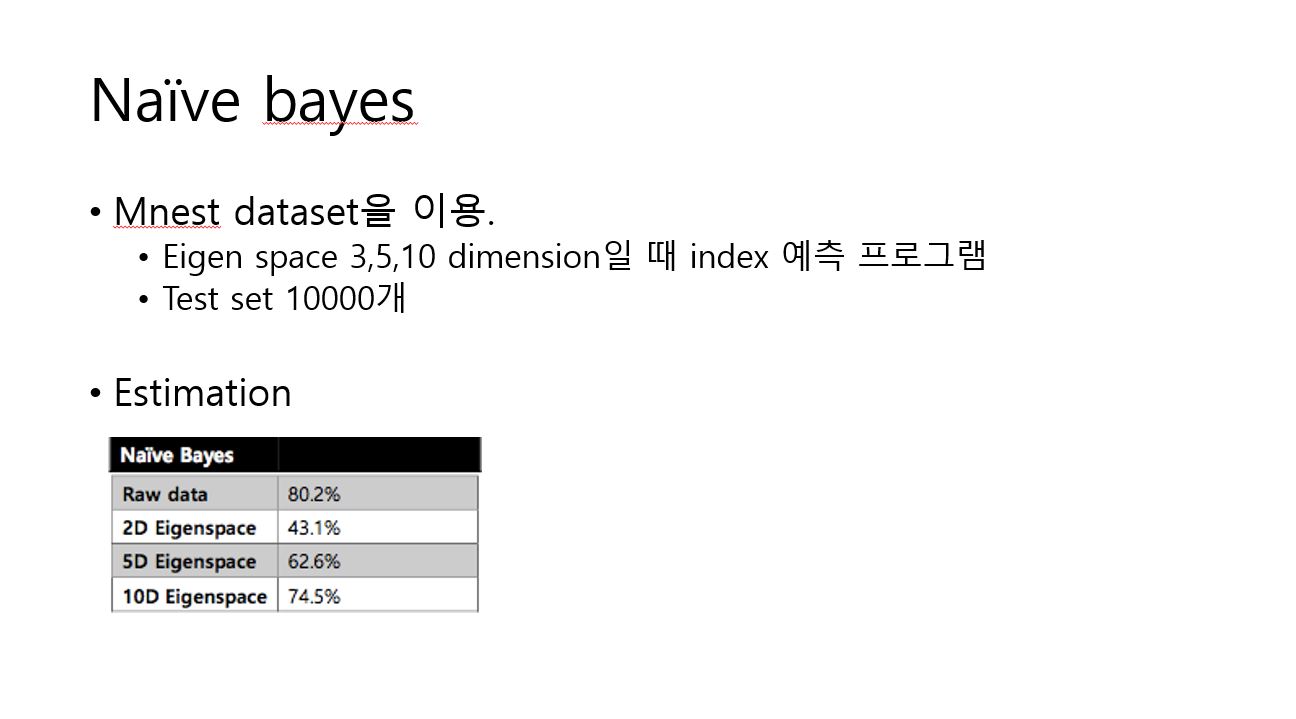 Naïve bayes
• Mnest dataset을 이용.
• Eigen space 3,5,10 dimension일 때 index 예측 프로그램
• Test set 10000개
• Estimation
Naïve Bayes
Raw data 80.2%
2D Eigenspace 43.1%
5D Eigenspace 62.6%
10D Eigenspace 74.5%